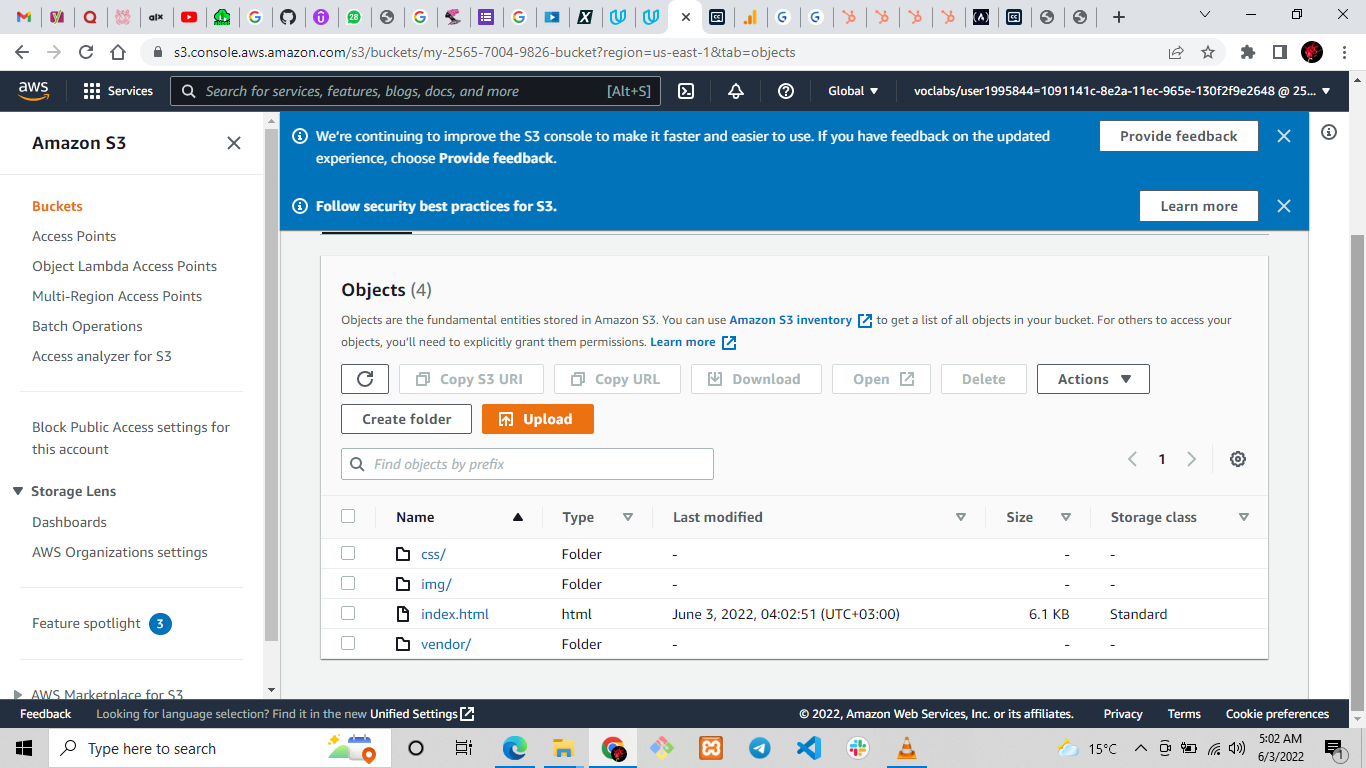 alx
28
s3.console.aws.amazon.com/s3/buckets/my-2565-7004-9826-bucket?region=us-east-1&tab=objects
aws
Services
Search for services, features, blogs, docs, and more
[Alt+S]
Global
voclabs/user1995844=1091141c-8e2a-11ec-965e-130f2f9e2648 @ 25...
Amazon S3
Buckets
Access Points
Object Lambda Access Points
Multi-Region Access Points
Batch Operations
Access analyzer for S3
Block Public Access settings for
this account
Storage Lens
Dashboards
AWS Organizations settings
Feature spotlight 3
AWS Marketplace for S3
We're continuing to improve the S3 console to make it faster and easier to use. If you have feedback on the updated
experience, choose Provide feedback.
Provide feedback
Follow security best practices for S3.
Learn more
Objects (4)
Objects are the fundamental entities stored in Amazon S3. You can use Amazon S3 inventory to get a list of all objects in your bucket. For others to access your
objects, you'll need to explicitly grant them permissions. Learn more
Copy S3 URI
Copy URL
Download
Open
Delete
Actions
Create folder
Upload
Find objects by prefix
1
Name Type Last modified Size Storage class
css/ Folder - - -
img/ Folder - - -
index.html html June 3, 2022, 04:02:51 (UTC+03:00) 6.1 KB Standard
vendor/ Folder - - -
Feedback
Looking for language selection? Find it in the new Unified Settings
© 2022, Amazon Web Services, Inc. or its affiliates.
Privacy
Terms
Cookie preferences
Type here to search
15°C
5:02 AM
6/3/2022
1